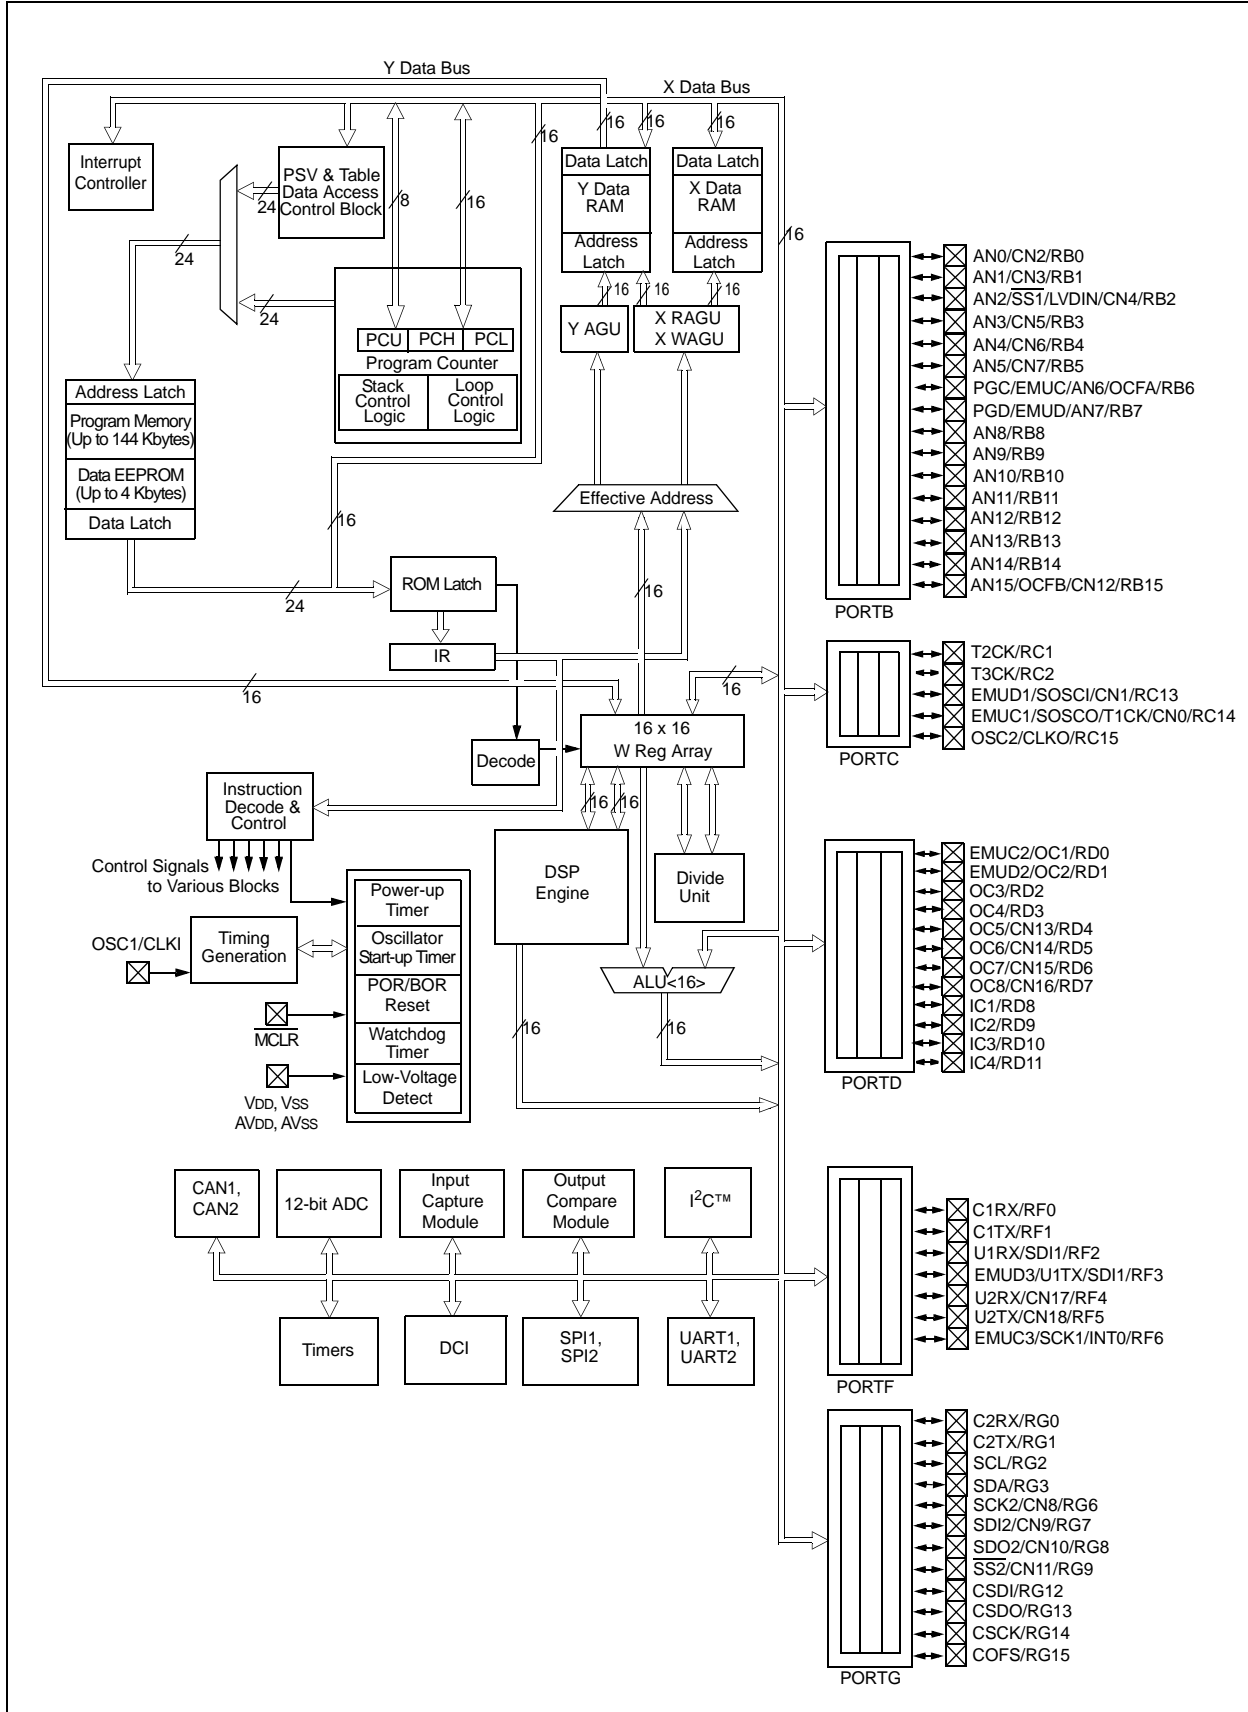 Y Data Bus
X Data Bus
16
16
16
16
Interrupt
Controller
PSV & Table
Data Access
Control Block
24
8
16
Data Latch
Y Data
RAM
Address
Latch
Data Latch
X Data
RAM
Address
Latch
16
24
24
16
16
16
Y AGU
X RAGU
X WAGU
PCU
PCH
PCL
Program Counter
Stack
Control
Logic
Loop
Control
Logic
Address Latch
Program Memory
(Up to 144 Kbytes)
Data EEPROM
(Up to 4 Kbytes)
Data Latch
Effective Address
16
24
ROM Latch
16
IR
16
16
16 x 16
W Reg Array
Decode
Instruction
Decode &
Control
16
16
Control Signals
to Various Blocks
DSP
Engine
Divide
Unit
Power-up
Timer
Oscillator
Start-up Timer
POR/BOR
Reset
Watchdog
Timer
Low-Voltage
Detect
OSC1/CLKI
Timing
Generation
MCLR
VDD, VSS
AVDD, AVSS
ALU<16>
16
16
CAN1,
CAN2
12-bit ADC
Input
Capture
Module
Output
Compare
Module
I²C™
Timers
DCI
SPI1,
SPI2
UART1,
UART2
AN0/CN2/RB0
AN1/CN3/RB1
AN2/SS1/LVDIN/CN4/RB2
AN3/CN5/RB3
AN4/CN6/RB4
AN5/CN7/RB5
PGC/EMUC/AN6/OCFA/RB6
PGD/EMUD/AN7/RB7
AN8/RB8
AN9/RB9
AN10/RB10
AN11/RB11
AN12/RB12
AN13/RB13
AN14/RB14
AN15/OCFB/CN12/RB15
PORTB
T2CK/RC1
T3CK/RC2
EMUD1/SOSCI/CN1/RC13
EMUC1/SOSCO/T1CK/CN0/RC14
OSC2/CLKO/RC15
PORTC
EMUC2/OC1/RD0
EMUD2/OC2/RD1
OC3/RD2
OC4/RD3
OC5/CN13/RD4
OC6/CN14/RD5
OC7/CN15/RD6
OC8/CN16/RD7
IC1/RD8
IC2/RD9
IC3/RD10
IC4/RD11
PORTD
C1RX/RF0
C1TX/RF1
U1RX/SDI1/RF2
EMUD3/U1TX/SDI1/RF3
U2RX/CN17/RF4
U2TX/CN18/RF5
EMUC3/SCK1/INT0/RF6
PORTF
C2RX/RG0
C2TX/RG1
SCL/RG2
SDA/RG3
SCK2/CN8/RG6
SDI2/CN9/RG7
SDO2/CN10/RG8
SS2/CN11/RG9
CSDI/RG12
CSDO/RG13
CSCK/RG14
COFS/RG15
PORTG